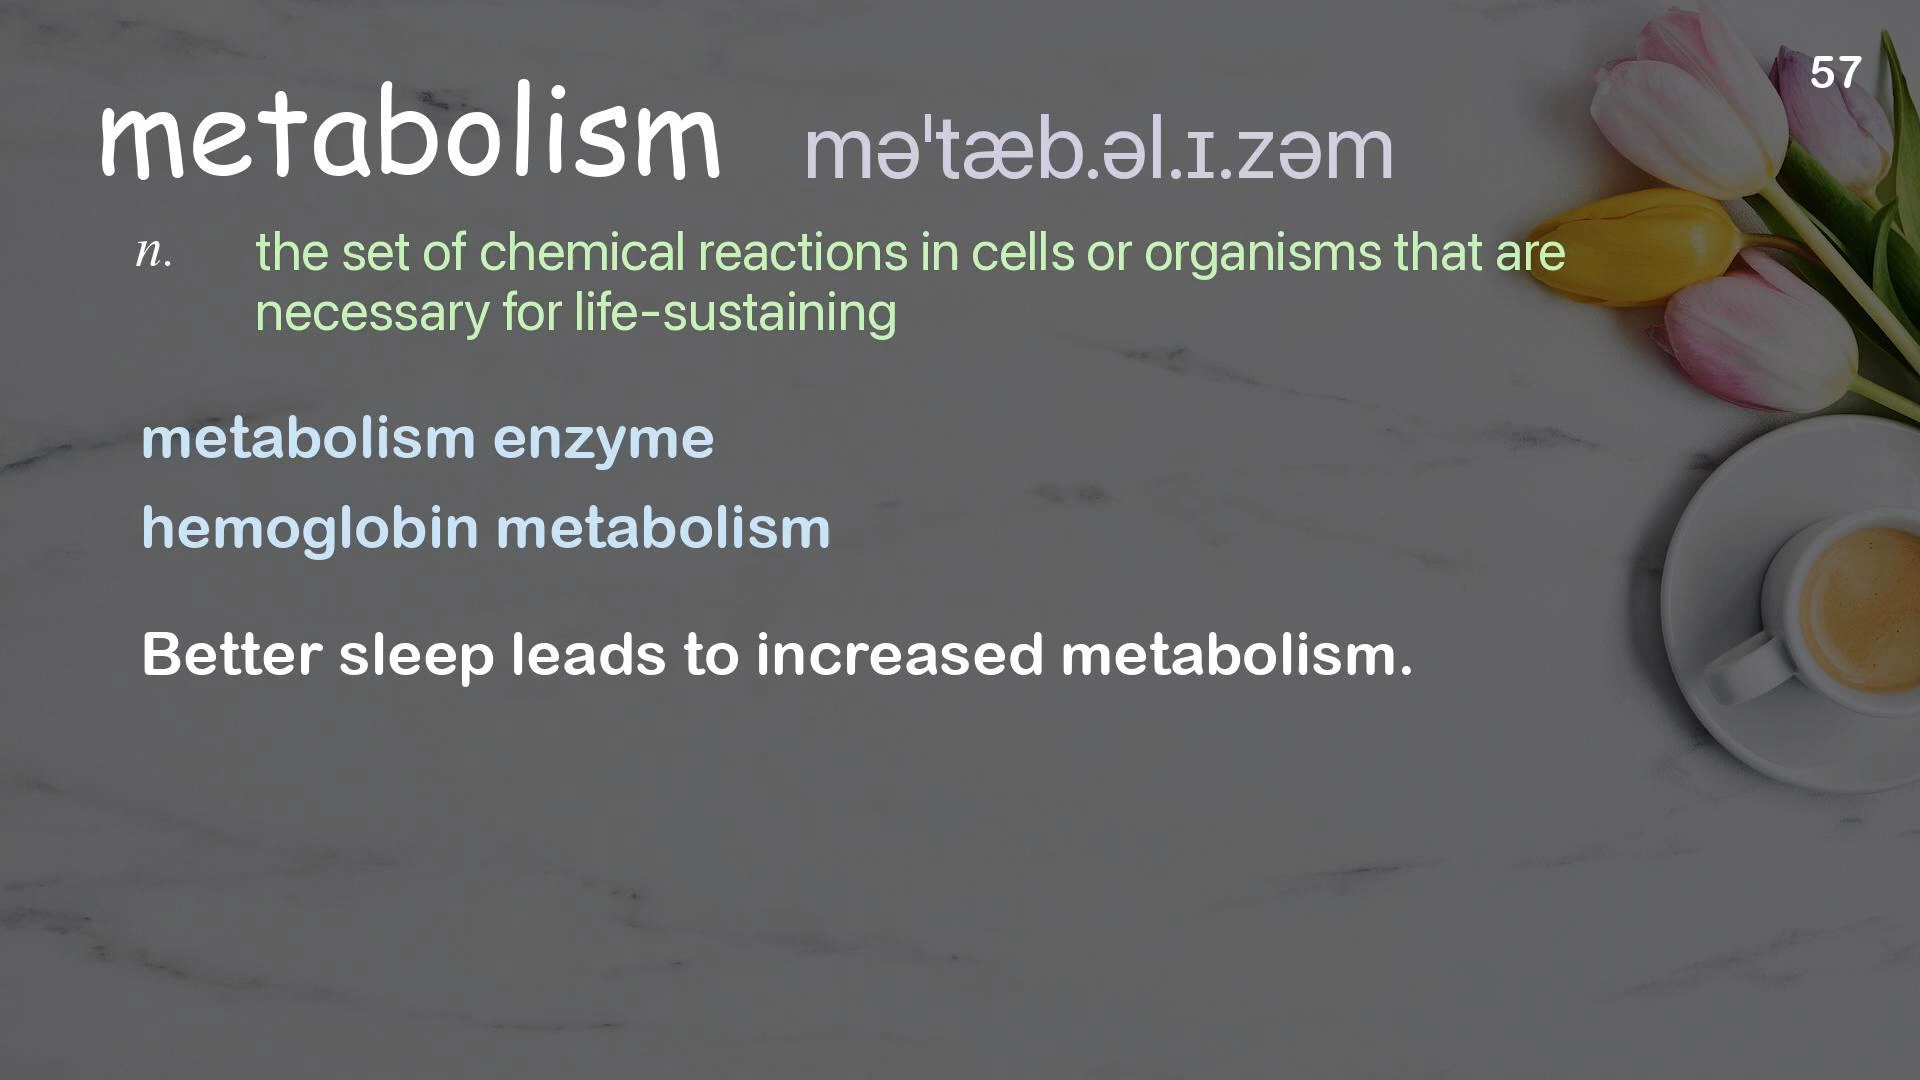 57
metabolism məˈtæb.əl.ɪ.zəm
n. the set of chemical reactions in cells or organisms that are
necessary for life-sustaining
metabolism enzyme
hemoglobin metabolism
Better sleep leads to increased metabolism.